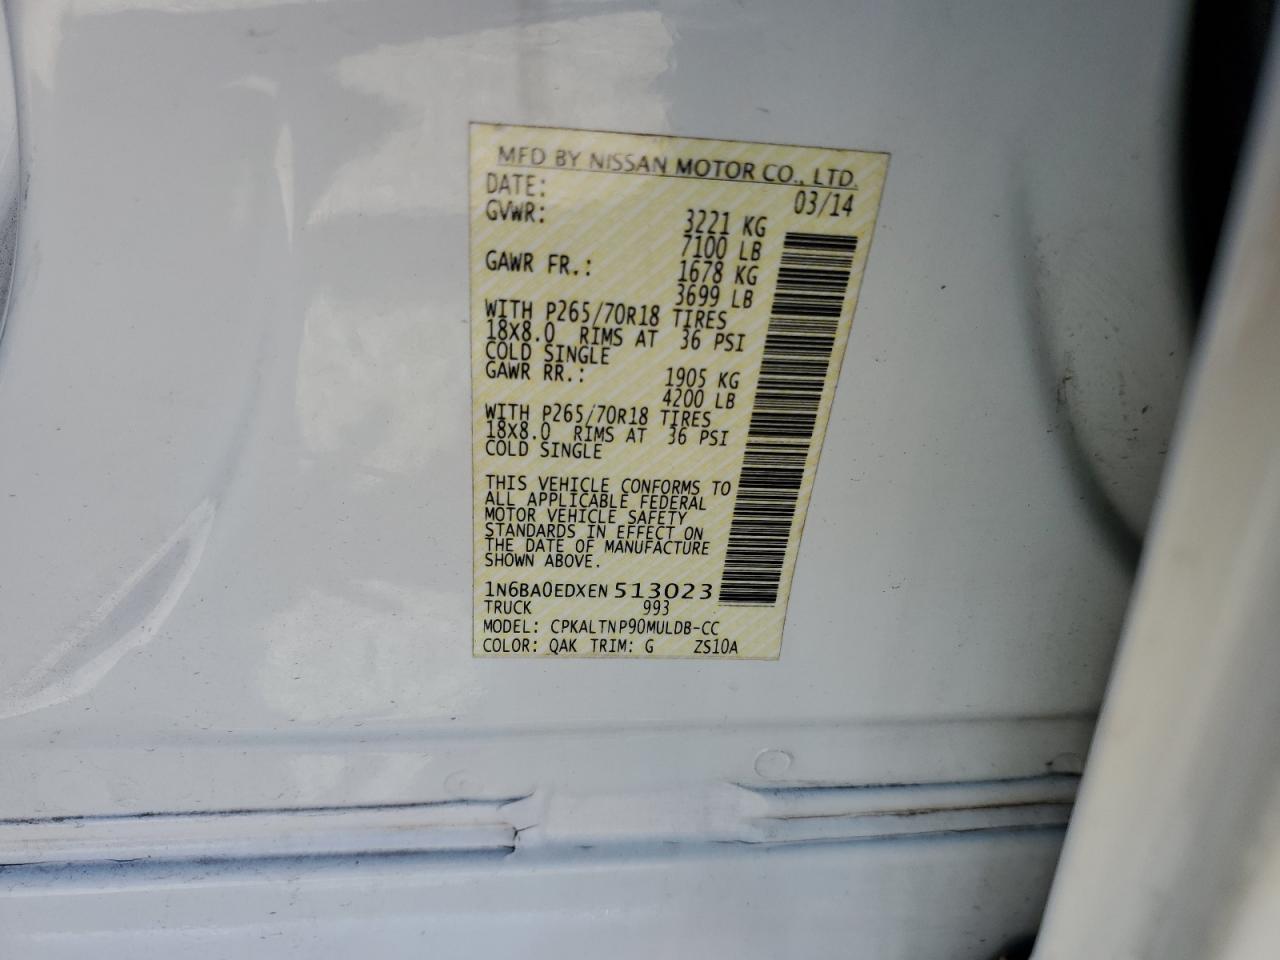 MFD BY NISSAN MOTOR CO., LTD.
DATE: 03/14
GVWR: 3221 KG
7100 LB
GAWR FR.: 1678 KG
3699 LB
WITH P265/70R18 TIRES
18X8.0 RIMS AT 36 PSI
COLD SINGLE
GAWR RR.: 1905 KG
4200 LB
WITH P265/70R18 TIRES
18X8.0 RIMS AT 36 PSI
COLD SINGLE
THIS VEHICLE CONFORMS TO
ALL APPLICABLE FEDERAL
MOTOR VEHICLE SAFETY
STANDARDS IN EFFECT ON
THE DATE OF MANUFACTURE
SHOWN ABOVE.
1N6BA0EDXEN 513023
TRUCK 993
MODEL: CPKALTNP90MULDB-CC
COLOR: QAK TRIM: G ZS10A